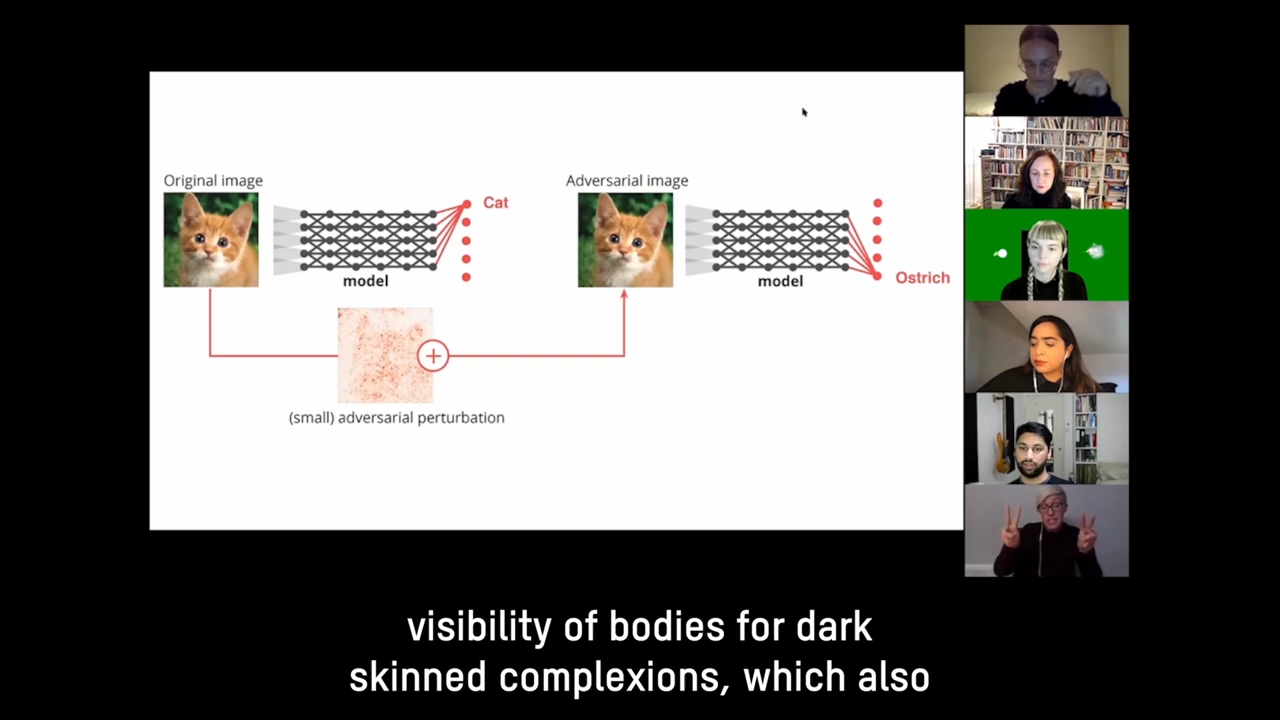 Original image
Cat
model
(small) adversarial perturbation
Adversarial image
model
Ostrich
visibility of bodies for dark
skinned complexions, which also